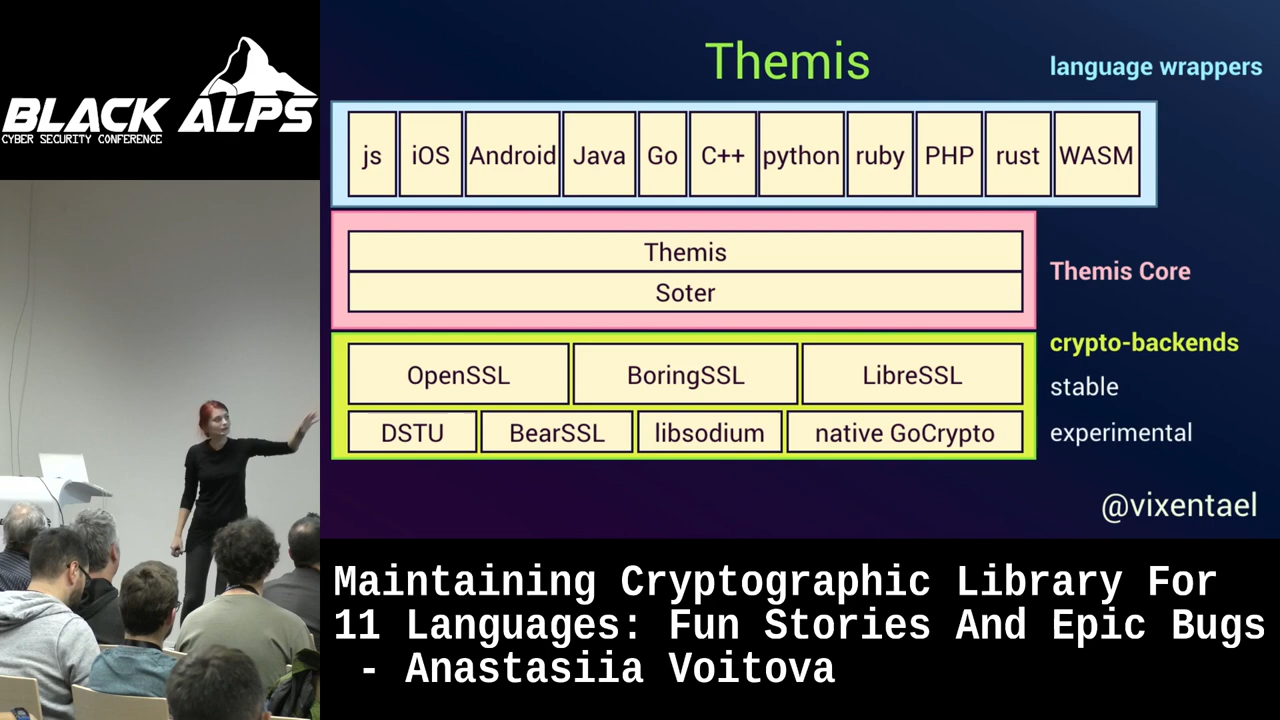 BLACK ALPS
CYBER SECURITY CONFERENCE
Themis
language wrappers
js iOS Android Java Go C++ python ruby PHP rust WASM
Themis
Soter
Themis Core
crypto-backends
OpenSSL BoringSSL LibreSSL
stable
DSTU BearSSL libsodium native GoCrypto
experimental
@vixentael
Maintaining Cryptographic Library For
11 Languages: Fun Stories And Epic Bugs
- Anastasiia Voitova